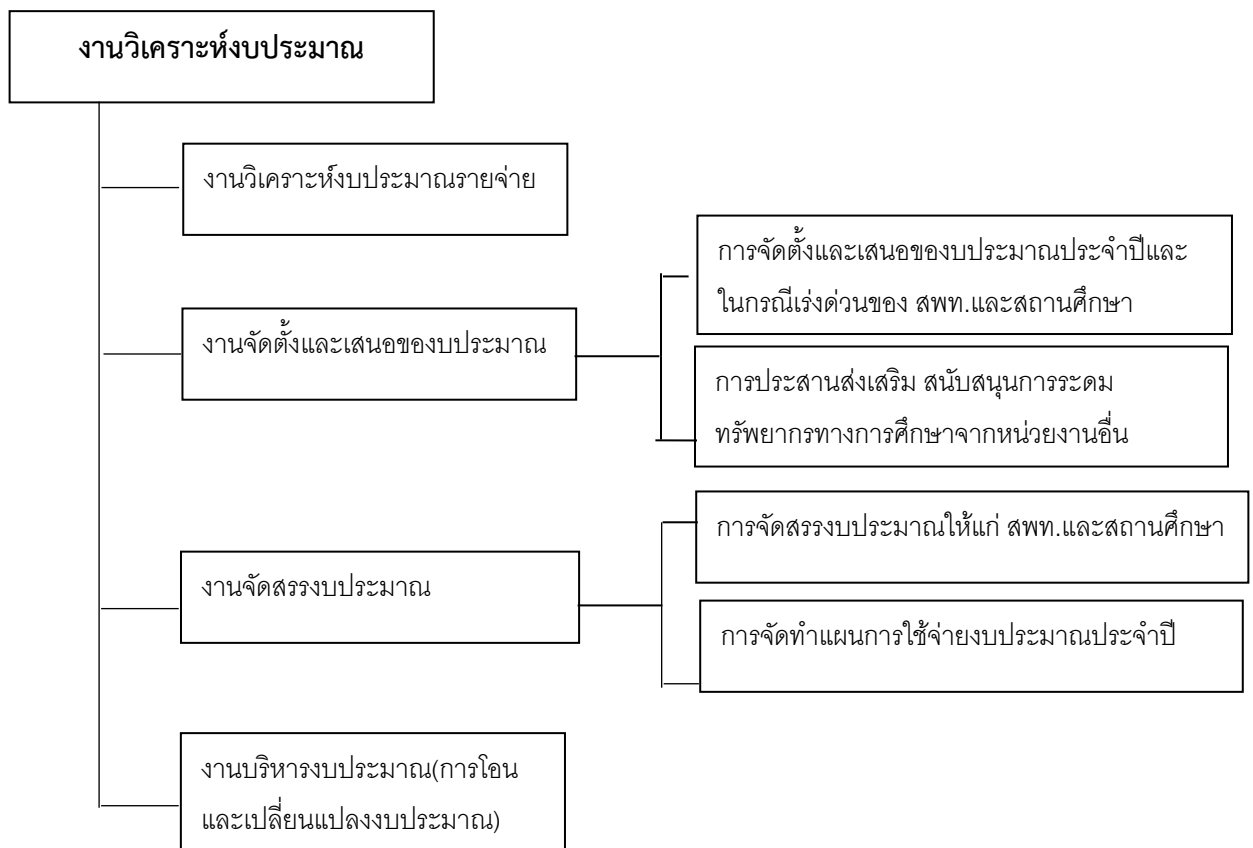 งานวิเคราะห์งบประมาณ
งานวิเคราะห์งบประมาณรายจ่าย
งานจัดตั้งและเสนอของบประมาณ
การจัดตั้งและเสนอของบประมาณประจำปีและ
ในกรณีเร่งด่วนของ สพท.และสถานศึกษา
การประสานส่งเสริม สนับสนุนการระดม
ทรัพยากรทางการศึกษาจากหน่วยงานอื่น
งานจัดสรรงบประมาณ
การจัดสรรงบประมาณให้แก่ สพท.และสถานศึกษา
การจัดทำแผนการใช้จ่ายงบประมาณประจำปี
งานบริหารงบประมาณ(การโอน
และเปลี่ยนแปลงงบประมาณ)